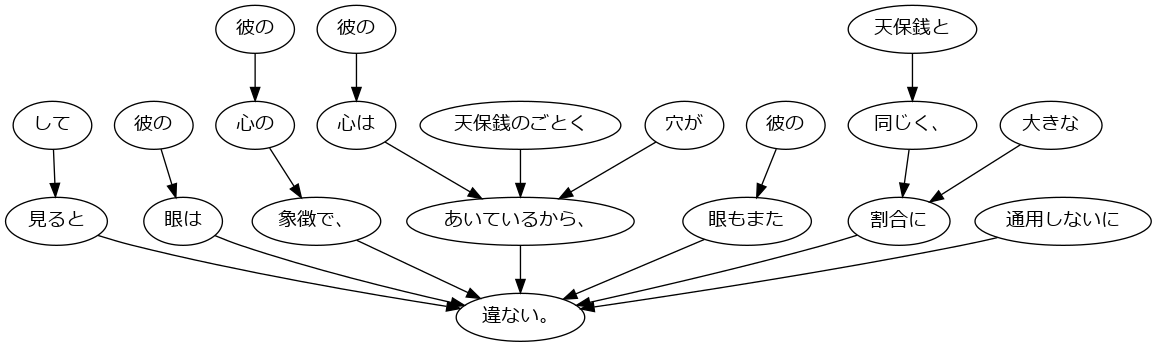 彼の
彼の
天保銭と
して
彼の
心の
心は
天保銭のごとく
穴が
彼の
同じく、
大きな
見ると
眼は
象徴で、
あいているから、
眼もまた
割合に
通用しないに
違ない。